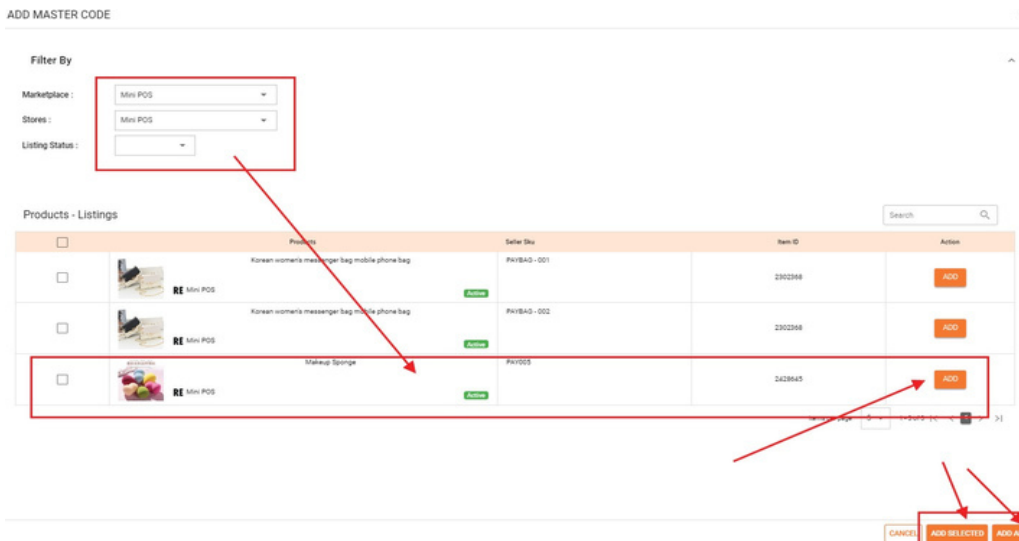 ADD MASTER CODE
Filter By
Marketplace : Mini POS
Stores : Mini POS
Listing Status :
Products - Listings
Search
Products Seller Sku Item ID Action
Korean women's messenger bag mobile phone bag PAYBAG - 001
RE Mini POS Active 2302368 ADD
Korean women's messenger bag mobile phone bag PAYBAG - 002
RE Mini POS Active 2302368 ADD
Makeup Sponge PAY005
RE Mini POS Active 2428645 ADD
page
1
CANCEL ADD SELECTED ADD